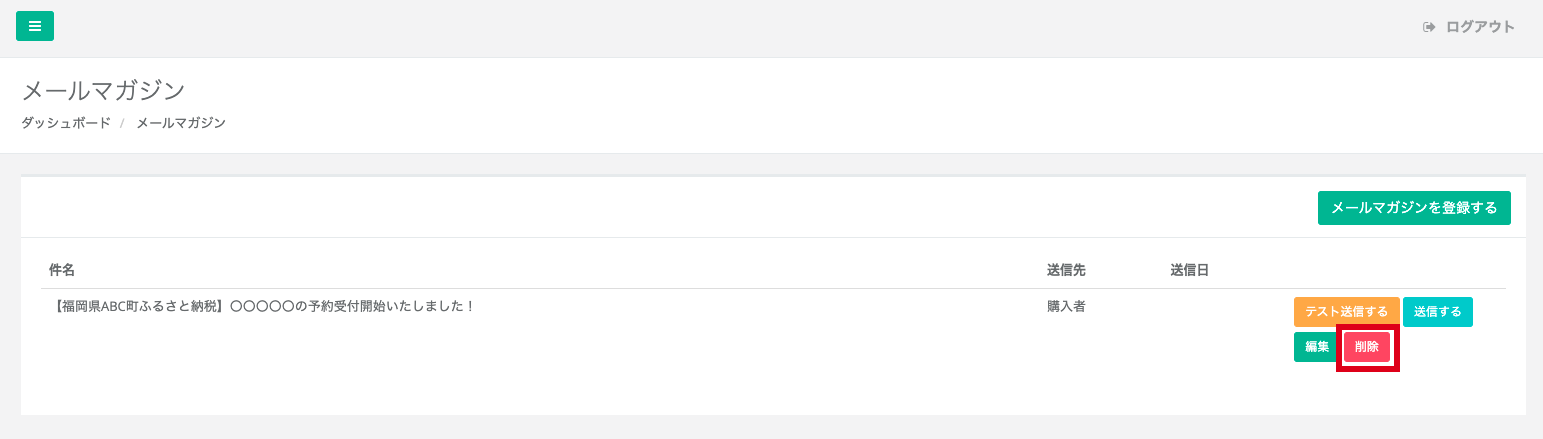 ログアウト
メールマガジン
ダッシュボード / メールマガジン
メールマガジンを登録する
件名 送信先 送信日
【福岡県ABC町ふるさと納税】〇〇〇〇〇の予約受付開始いたしました！ 購入者 テスト送信する 送信する
編集 削除